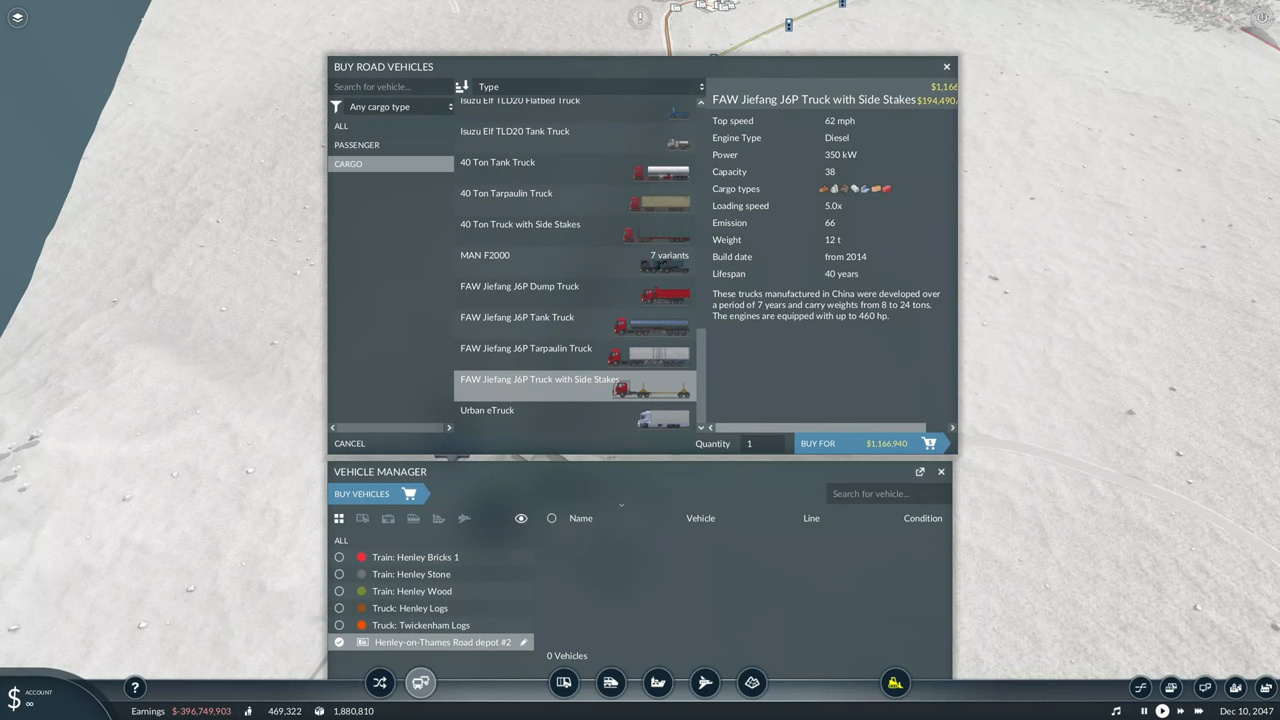 BUY ROAD VEHICLES
Search for vehicle...
Type
Any cargo type
ALL
PASSENGER
CARGO
Isuzu Elf TLD20 Flatbed Truck
Isuzu Elf TLD20 Tank Truck
40 Ton Tank Truck
40 Ton Tarpaulin Truck
40 Ton Truck with Side Stakes
MAN F2000 7 variants
FAW Jiefang J6P Dump Truck
FAW Jiefang J6P Tank Truck
FAW Jiefang J6P Tarpaulin Truck
FAW Jiefang J6P Truck with Side Stakes
Urban eTruck
$1,166
FAW Jiefang J6P Truck with Side Stakes $194,490
Top speed 62 mph
Engine Type Diesel
Power 350 kW
Capacity 38
Cargo types
Loading speed 5.0x
Emission 66
Weight 12 t
Build date from 2014
Lifespan 40 years
These trucks manufactured in China were developed over
a period of 7 years and carry weights from 8 to 24 tons.
The engines are equipped with up to 460 hp.
CANCEL
Quantity 1
BUY FOR $1,166,940
VEHICLE MANAGER
BUY VEHICLES
Search for vehicle...
Name Vehicle Line Condition
ALL
Train: Henley Bricks 1
Train: Henley Stone
Train: Henley Wood
Truck: Henley Logs
Truck: Twickenham Logs
Henley-on-Thames Road depot #2
0 Vehicles
$ ACCOUNT
∞
?
Earnings $-396,749,903 469,322 1,880,810
Dec 10, 2047